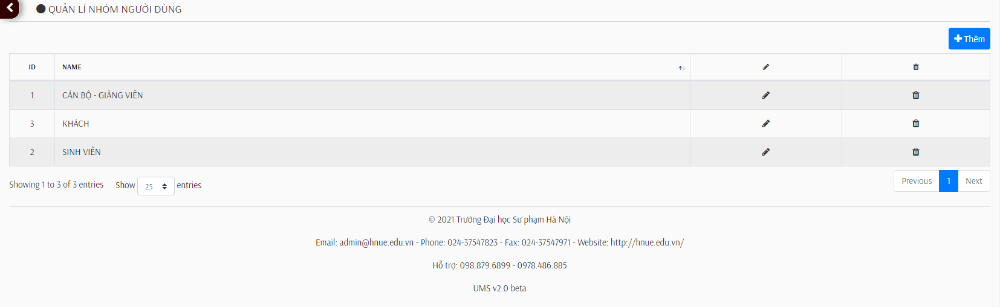 QUẢN LÍ NHÓM NGƯỜI DÙNG
Thêm
ID NAME
1 CÁN BỘ - GIẢNG VIÊN
3 KHÁCH
2 SINH VIÊN
Showing 1 to 3 of 3 entries Show 25 entries Previous 1 Next
© 2021 Trường Đại học Sư phạm Hà Nội
Email: admin@hnue.edu.vn - Phone: 024-37547823 - Fax: 024-37547971 - Website: http://hnue.edu.vn/
Hỗ trợ: 098.879.6899 - 0978.486.885
UMS v2.0 beta